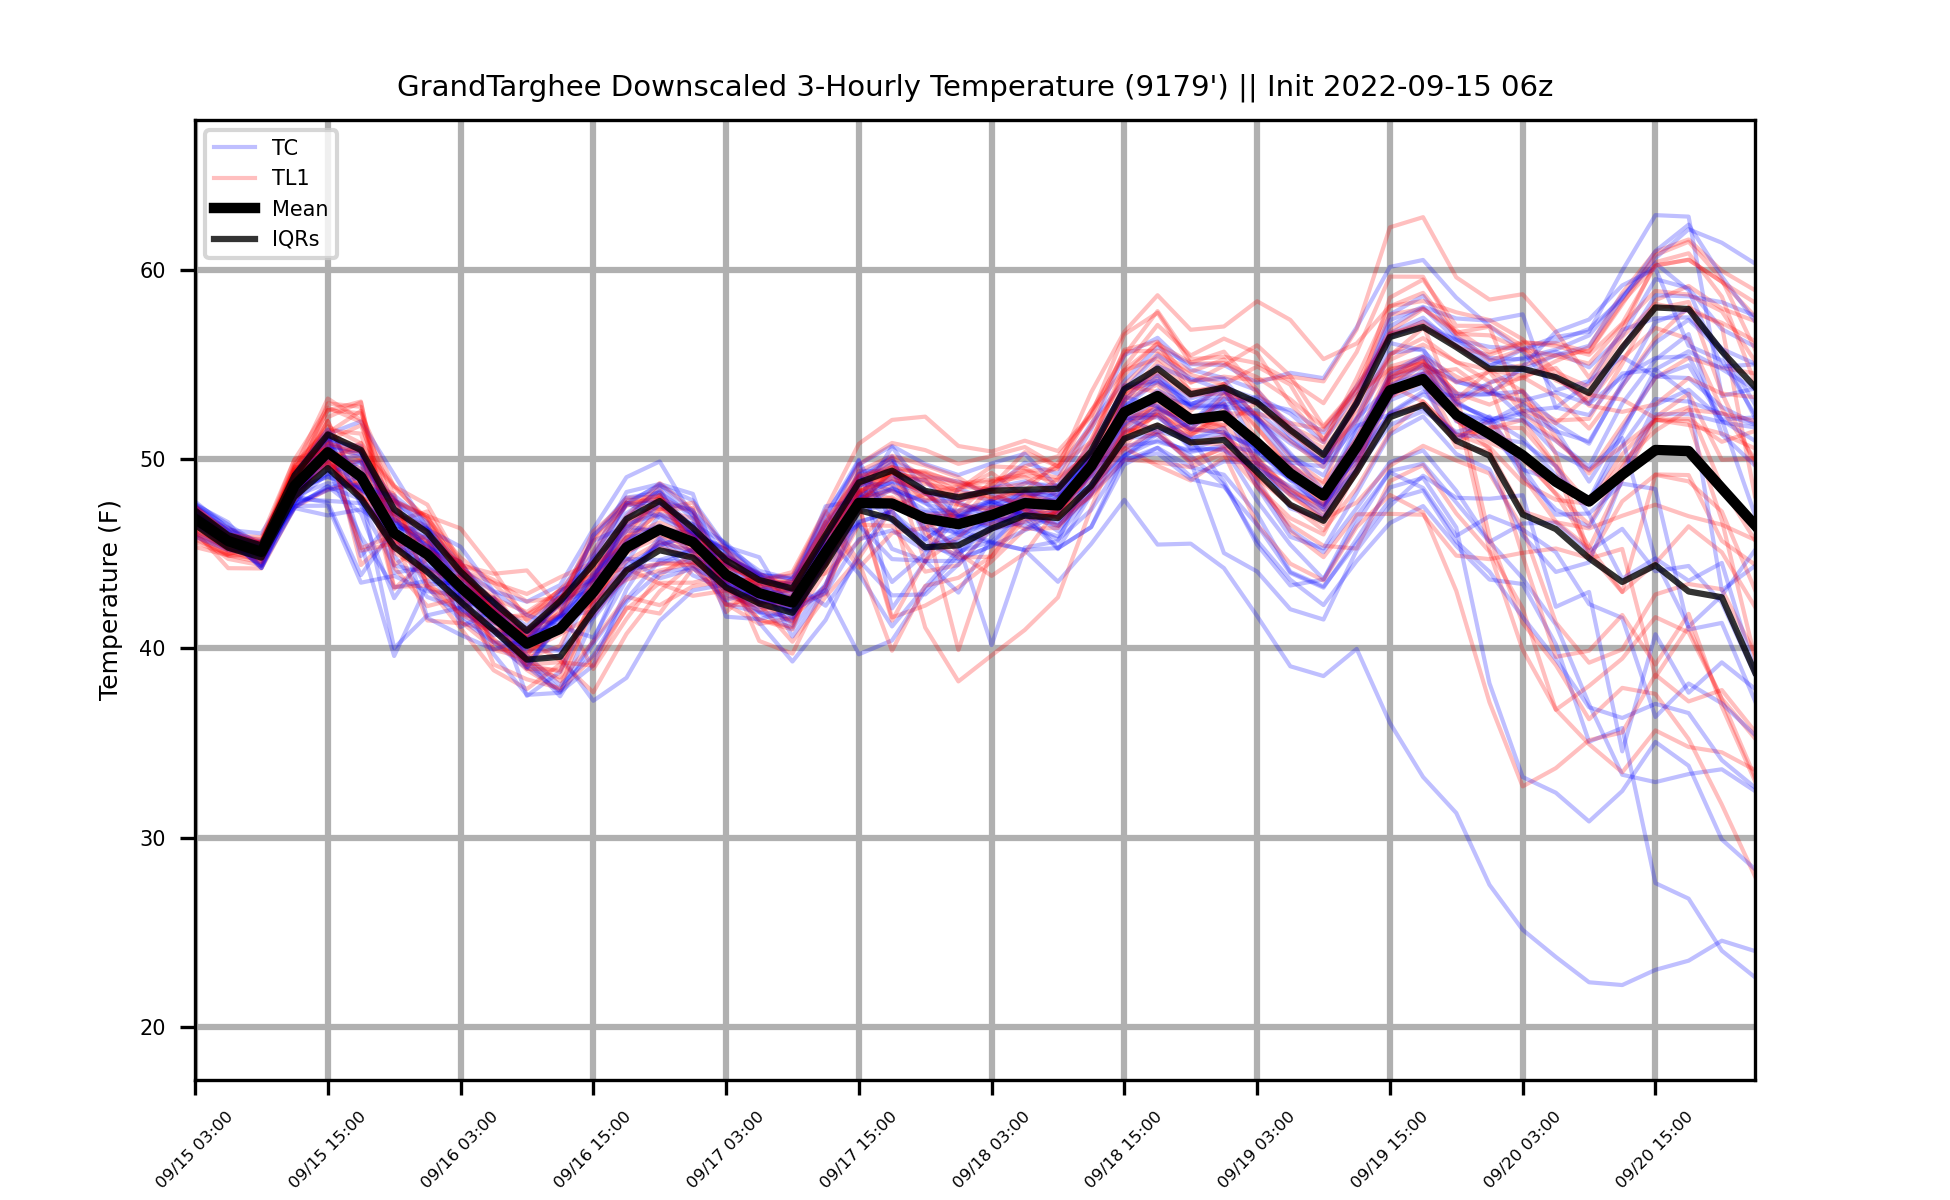 GrandTarghee Downscaled 3-Hourly Temperature (9179') || Init 2022-09-15 06z
TC
TL1
Mean
IQRs
Temperature (F)
60
50
40
30
20
09/15 03:00
09/15 15:00
09/16 03:00
09/16 15:00
09/17 03:00
09/17 15:00
09/18 03:00
09/18 15:00
09/19 03:00
09/19 15:00
09/20 03:00
09/20 15:00